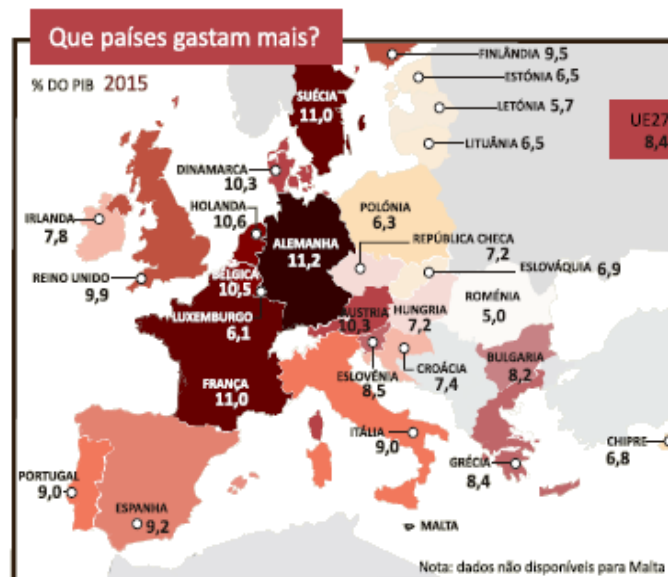 Que países gastam mais?
% DO PIB 2015
FINLÂNDIA 9,5
ESTÓNIA 6,5
LETÓNIA 5,7
LITUÂNIA 6,5
UE27
8,4
SUÉCIA
11,0
DINAMARCA
10,3
HOLANDA
10,6
IRLANDA
7,8
REINO UNIDO
9,9
ALEMANHA
11,2
POLÓNIA
6,3
REPÚBLICA CHECA
7,2
ESLOVÁQUIA 6,9
BÉLGICA
10,5
LUXEMBURGO
6,1
AUSTRIA
10,3
HUNGRIA
7,2
ROMÉNIA
5,0
FRANÇA
11,0
ESLOVÉNIA
8,5
CROÁCIA
7,4
BULGARIA
8,2
ITÁLIA
9,0
GRÉCIA
8,4
CHIPRE
6,8
PORTUGAL
9,0
ESPANHA
9,2
MALTA
Nota: dados não disponíveis para Malta